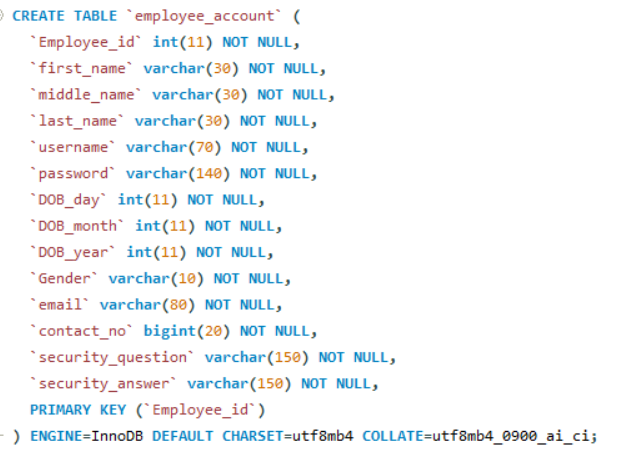 CREATE TABLE `employee_account` (
`Employee_id` int(11) NOT NULL,
`first_name` varchar(30) NOT NULL,
`middle_name` varchar(30) NOT NULL,
`last_name` varchar(30) NOT NULL,
`username` varchar(70) NOT NULL,
`password` varchar(140) NOT NULL,
`DOB_day` int(11) NOT NULL,
`DOB_month` int(11) NOT NULL,
`DOB_year` int(11) NOT NULL,
`Gender` varchar(10) NOT NULL,
`email` varchar(80) NOT NULL,
`contact_no` bigint(20) NOT NULL,
`security_question` varchar(150) NOT NULL,
`security_answer` varchar(150) NOT NULL,
PRIMARY KEY (`Employee_id`)
) ENGINE=InnoDB DEFAULT CHARSET=utf8mb4 COLLATE=utf8mb4_0900_ai_ci;